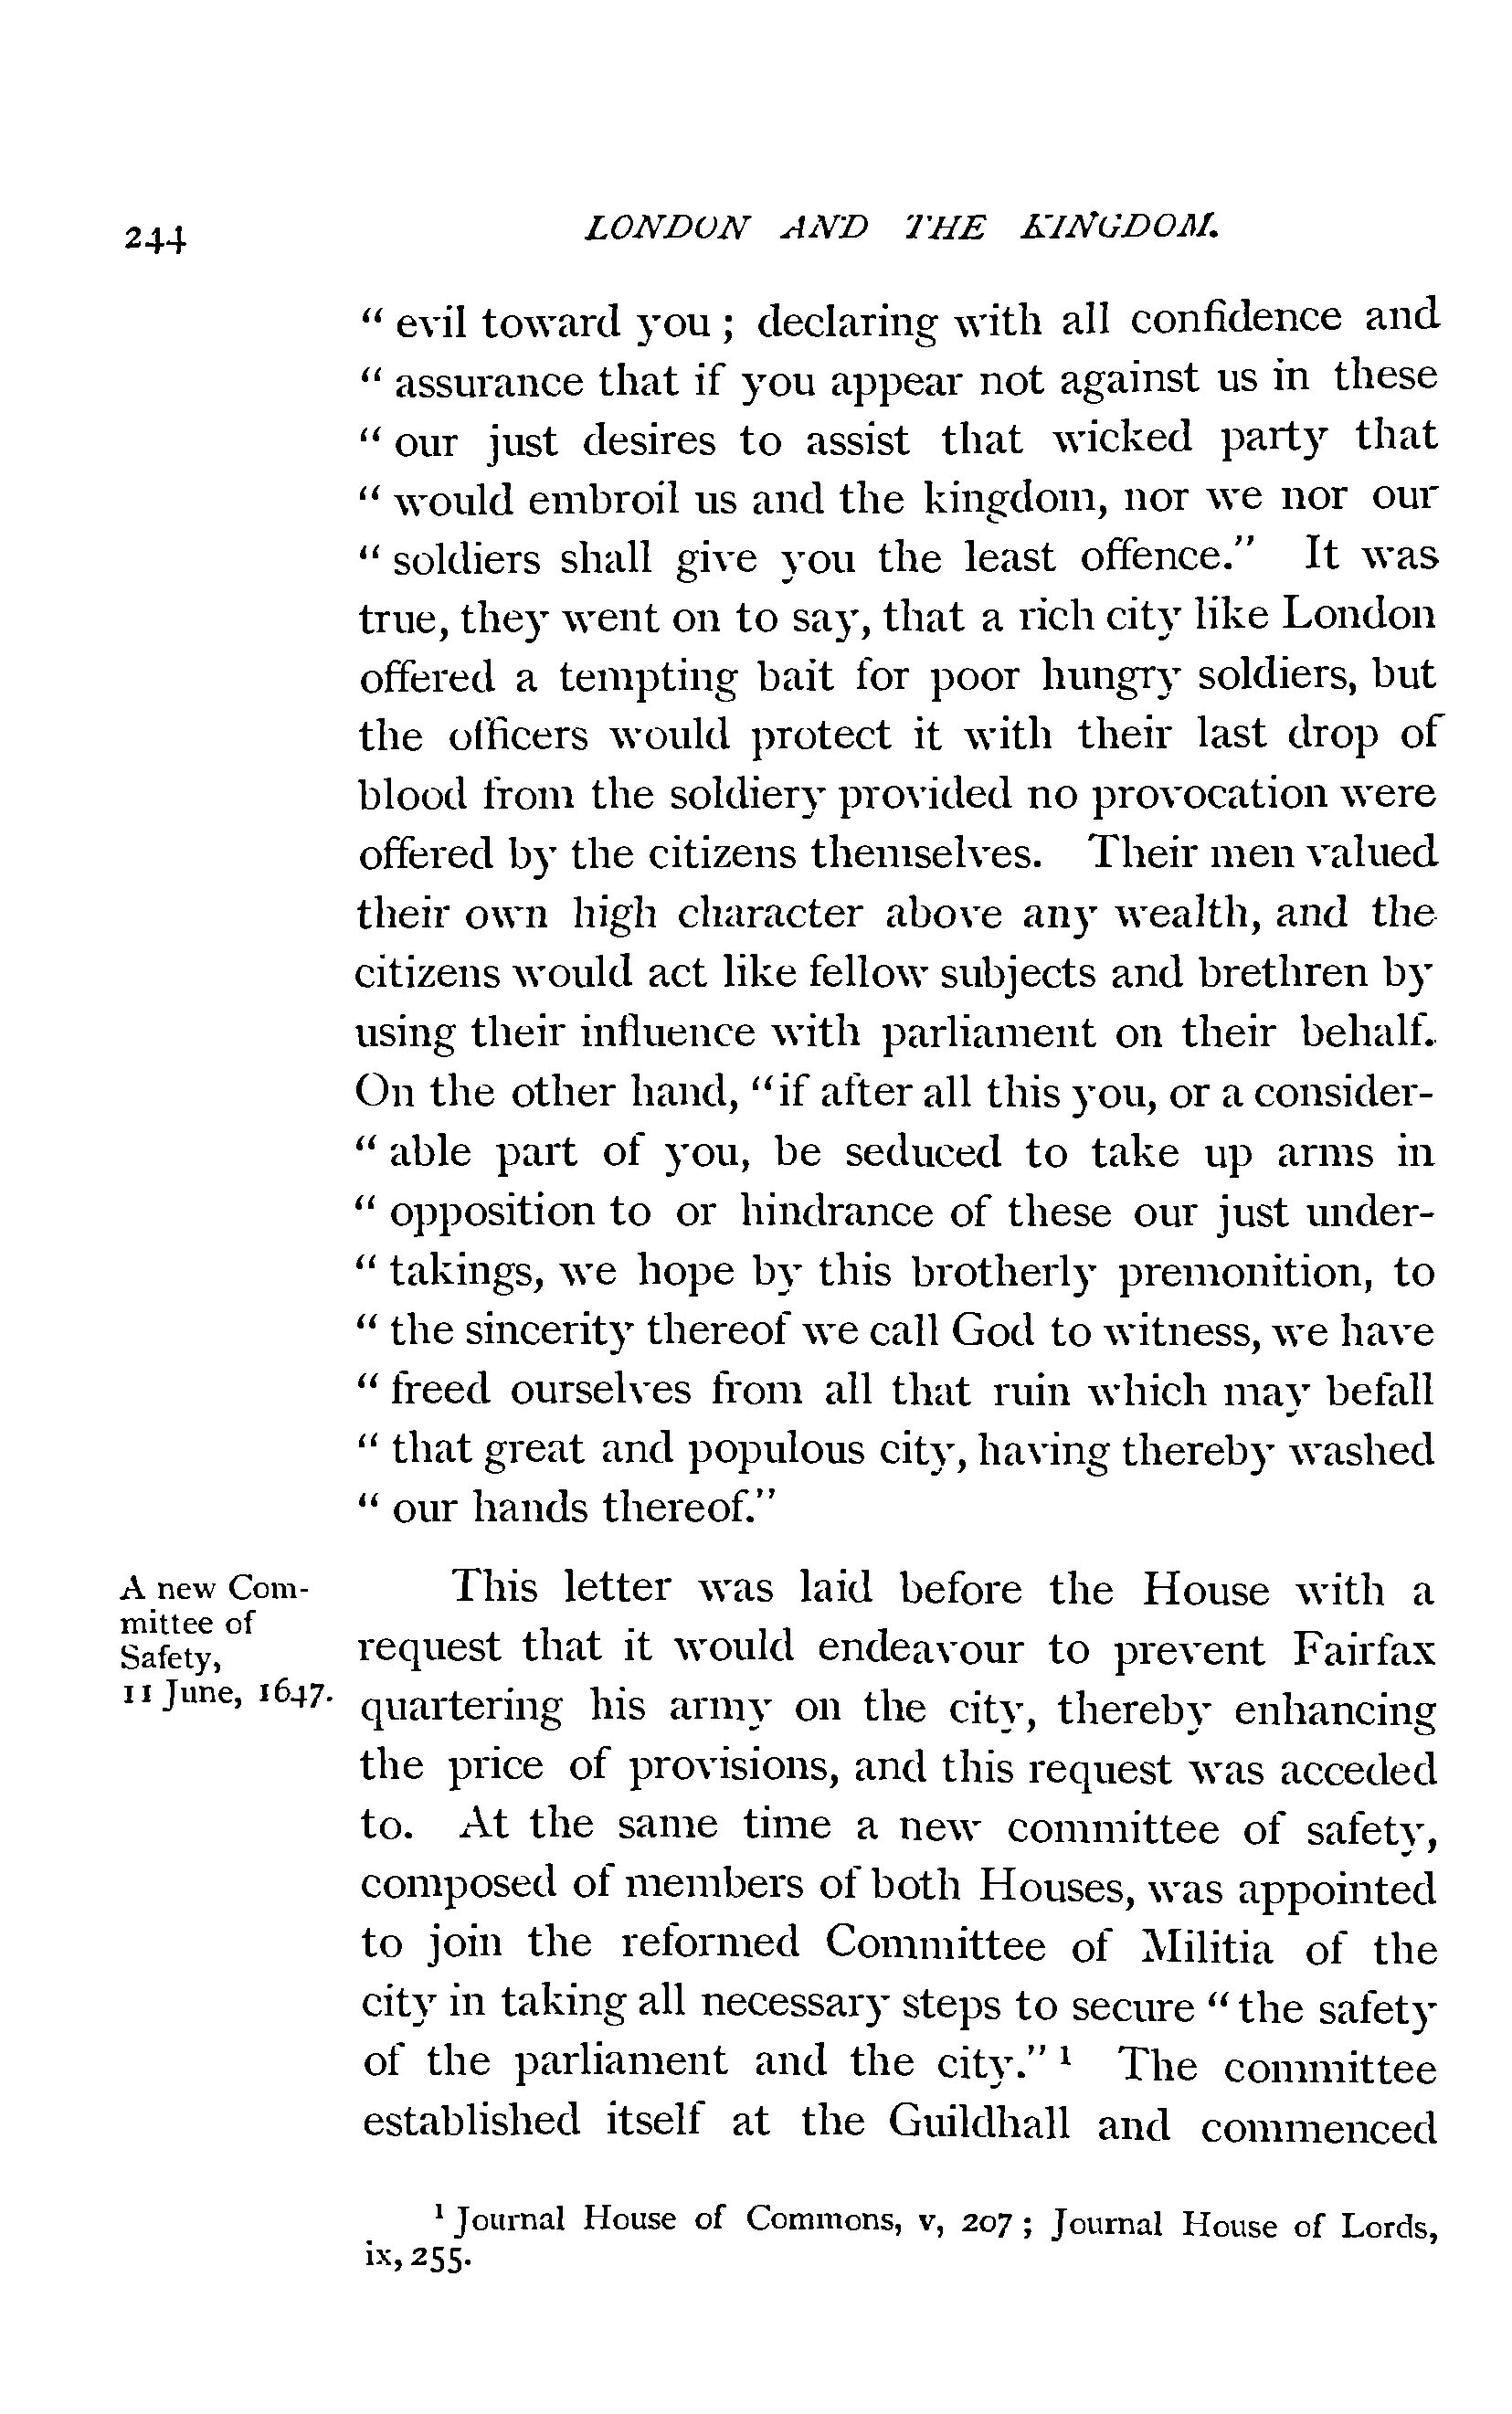 244 LONDON AND THE KINGDOM.
“ evil toward you ; declaring with all confidence and
“ assurance that if you appear not against us in these
“ our just desires to assist that wicked party that
“ would embroil us and the kingdom, nor we nor our
“ soldiers shall give you the least offence.” It was
true, they went on to say, that a rich city like London
offered a tempting bait for poor hungry soldiers, but
the officers would protect it with their last drop of
blood from the soldiery provided no provocation were
offered by the citizens themselves. Their men valued
their own high character above any wealth, and the
citizens would act like fellow subjects and brethren by
using their influence with parliament on their behalf.
On the other hand, “if after all this you, or a consider-
“ able part of you, be seduced to take up arms in
“ opposition to or hindrance of these our just under-
“ takings, we hope by this brotherly premonition, to
“ the sincerity thereof we call God to witness, we have
“ freed ourselves from all that ruin which may befall
“ that great and populous city, having thereby washed
“ our hands thereof.”
A new Com-
mittee of
Safety,
11 June, 1647.
This letter was laid before the House with a
request that it would endeavour to prevent Fairfax
quartering his army on the city, thereby enhancing
the price of provisions, and this request was acceded
to. At the same time a new committee of safety,
composed of members of both Houses, was appointed
to join the reformed Committee of Militia of the
city in taking all necessary steps to secure “ the safety
of the parliament and the city.” ¹ The committee
established itself at the Guildhall and commenced
¹ Journal House of Commons, v, 207 ; Journal House of Lords,
ix, 255.